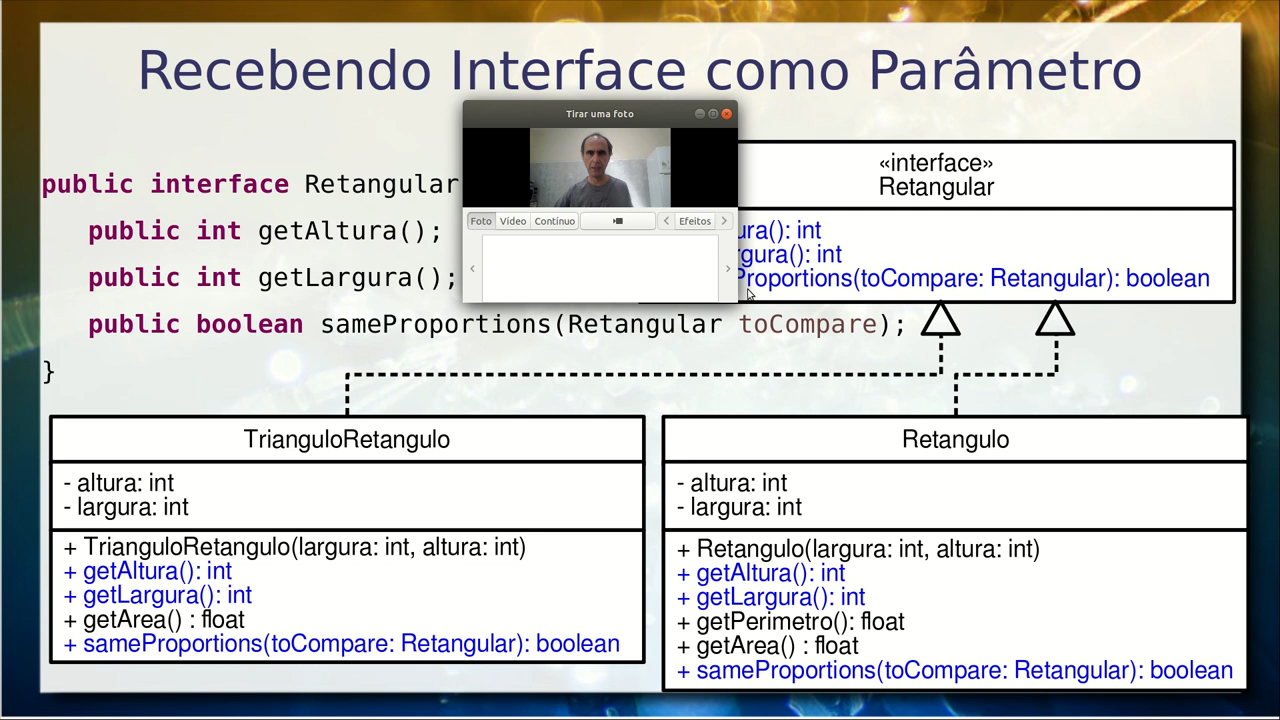 Recebendo Interface como Parâmetro
Tirar uma foto
Foto Vídeo Contínuo Efeitos
public interface Retangular
public int getAltura();
public int getLargura();
public boolean sameProportions(Retangular toCompare);
}
«interface»
Retangular
ura(): int
rgura(): int
Proportions(toCompare: Retangular): boolean
TrianguloRetangulo
- altura: int
- largura: int
+ TrianguloRetangulo(largura: int, altura: int)
+ getAltura(): int
+ getLargura(): int
+ getArea() : float
+ sameProportions(toCompare: Retangular): boolean
Retangulo
- altura: int
- largura: int
+ Retangulo(largura: int, altura: int)
+ getAltura(): int
+ getLargura(): int
+ getPerimetro(): float
+ getArea() : float
+ sameProportions(toCompare: Retangular): boolean